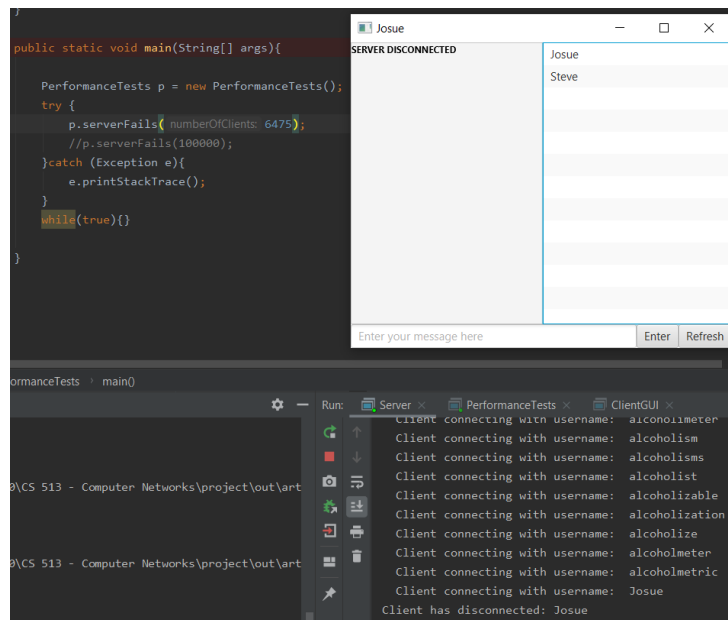 }
public static void main(String[] args){
PerformanceTests p = new PerformanceTests();
try {
p.serverFails( numberOfClients: 6475);
//p.serverFails(100000);
}catch (Exception e){
e.printStackTrace();
}
while(true){}
}
Josue
SERVER DISCONNECTED
Josue
Steve
Enter your message here
Enter
Refresh
ormanceTests › main()
Run: Server × PerformanceTests × ClientGUI ×
0\CS 513 - Computer Networks\project\out\art
0\CS 513 - Computer Networks\project\out\art
Client connecting with username: alcoholimeter
Client connecting with username: alcoholism
Client connecting with username: alcoholisms
Client connecting with username: alcoholist
Client connecting with username: alcoholizable
Client connecting with username: alcoholization
Client connecting with username: alcoholize
Client connecting with username: alcoholmeter
Client connecting with username: alcoholmetric
Client connecting with username: Josue
Client has disconnected: Josue